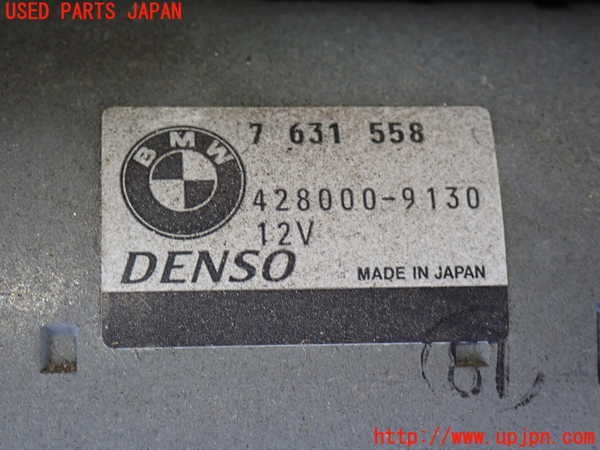 USED PARTS JAPAN
BMW
7 631 558
428000-9130
12V
DENSO
MADE IN JAPAN
http://www.upjpn.com/